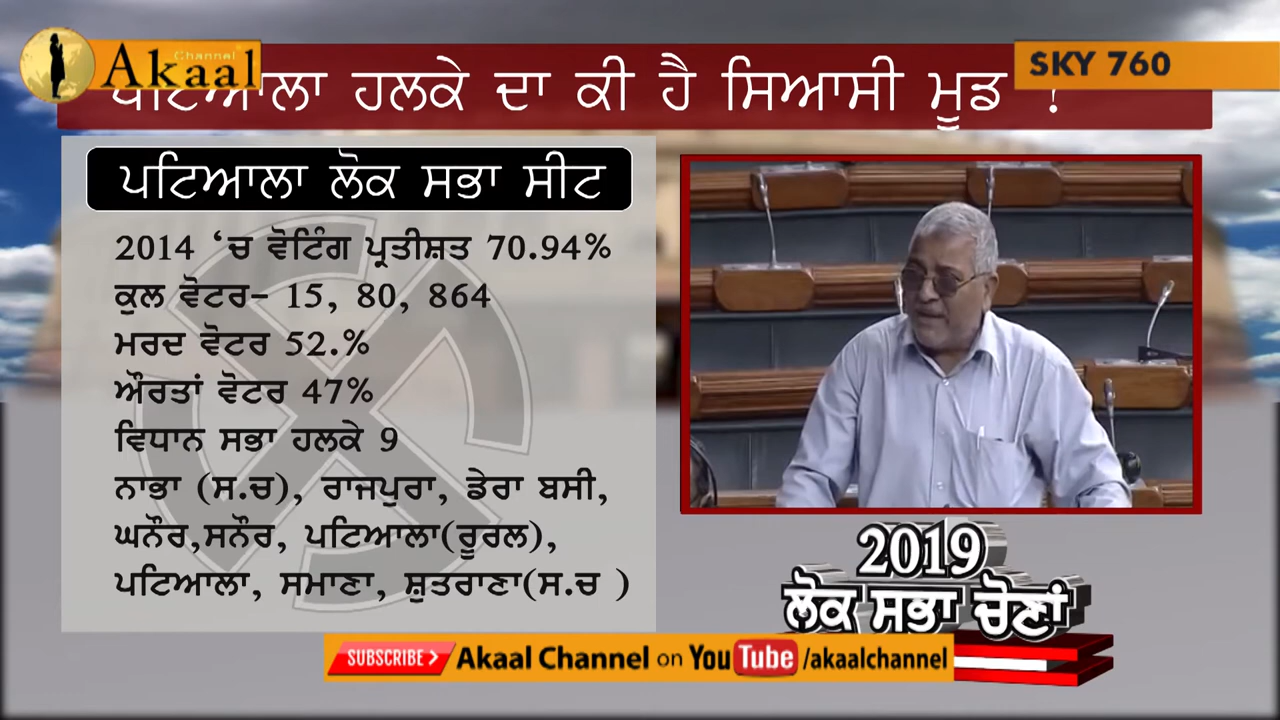 Akaal
Channel
SKY 760
ਹਲਕੇ ਦਾ ਕੀ ਹੈ ਸਿਆਸੀ ਮੂਡ !
ਪਟਿਆਲਾ ਲੋਕ ਸਭਾ ਸੀਟ
2014 ‘ਚ ਵੋਟਿੰਗ ਪ੍ਰਤੀਸ਼ਤ 70.94%
ਕੁਲ ਵੋਟਰ- 15, 80, 864
ਮਰਦ ਵੋਟਰ 52.%
ਔਰਤਾਂ ਵੋਟਰ 47%
ਵਿਧਾਨ ਸਭਾ ਹਲਕੇ 9
ਨਾਭਾ (ਸ.ਚ), ਰਾਜਪੁਰਾ, ਡੇਰਾ ਬਸੀ,
ਘਨੌਰ,ਸਨੌਰ, ਪਟਿਆਲਾ(ਰੂਰਲ),
ਪਟਿਆਲਾ, ਸਮਾਣਾ, ਸ਼ੁਤਰਾਣਾ(ਸ.ਚ )
2019
ਲੋਕ ਸਭਾ ਚੋਣਾਂ
SUBSCRIBE > Akaal Channel on YouTube /akaalchannel